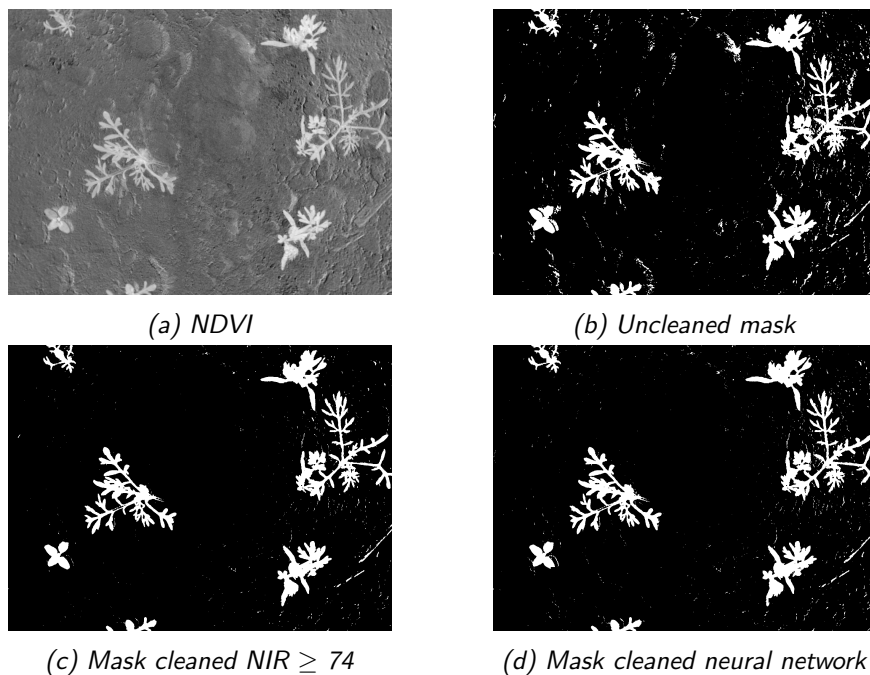 (a) NDVI
(b) Uncleaned mask
(c) Mask cleaned NIR ≥ 74
(d) Mask cleaned neural network